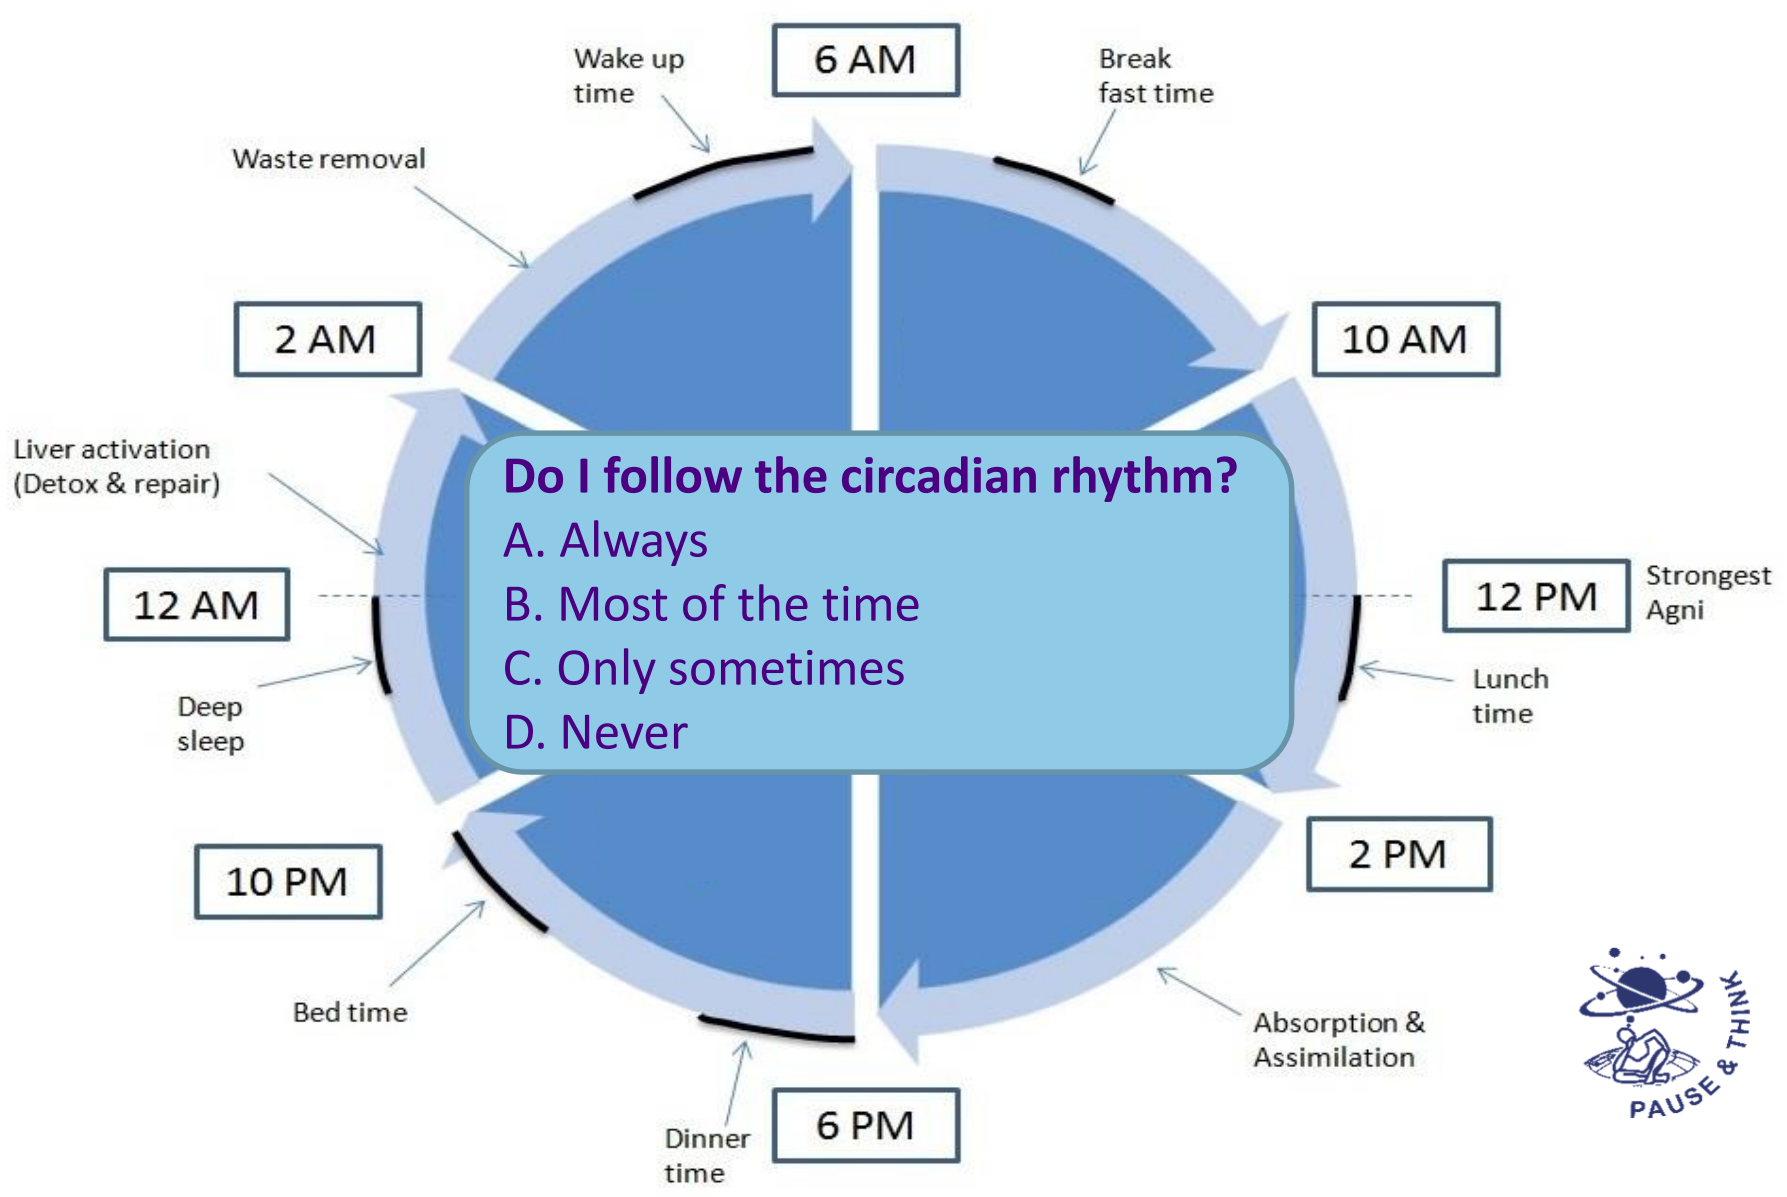 6 AM
Wake up
time
Break
fast time
Waste removal
2 AM
10 AM
Liver activation
(Detox & repair)
Do I follow the circadian rhythm?
A. Always
B. Most of the time
C. Only sometimes
D. Never
12 AM
12 PM
Strongest
Agni
Deep
sleep
Lunch
time
10 PM
2 PM
Bed time
Absorption &
Assimilation
6 PM
Dinner
time
PAUSE & THINK